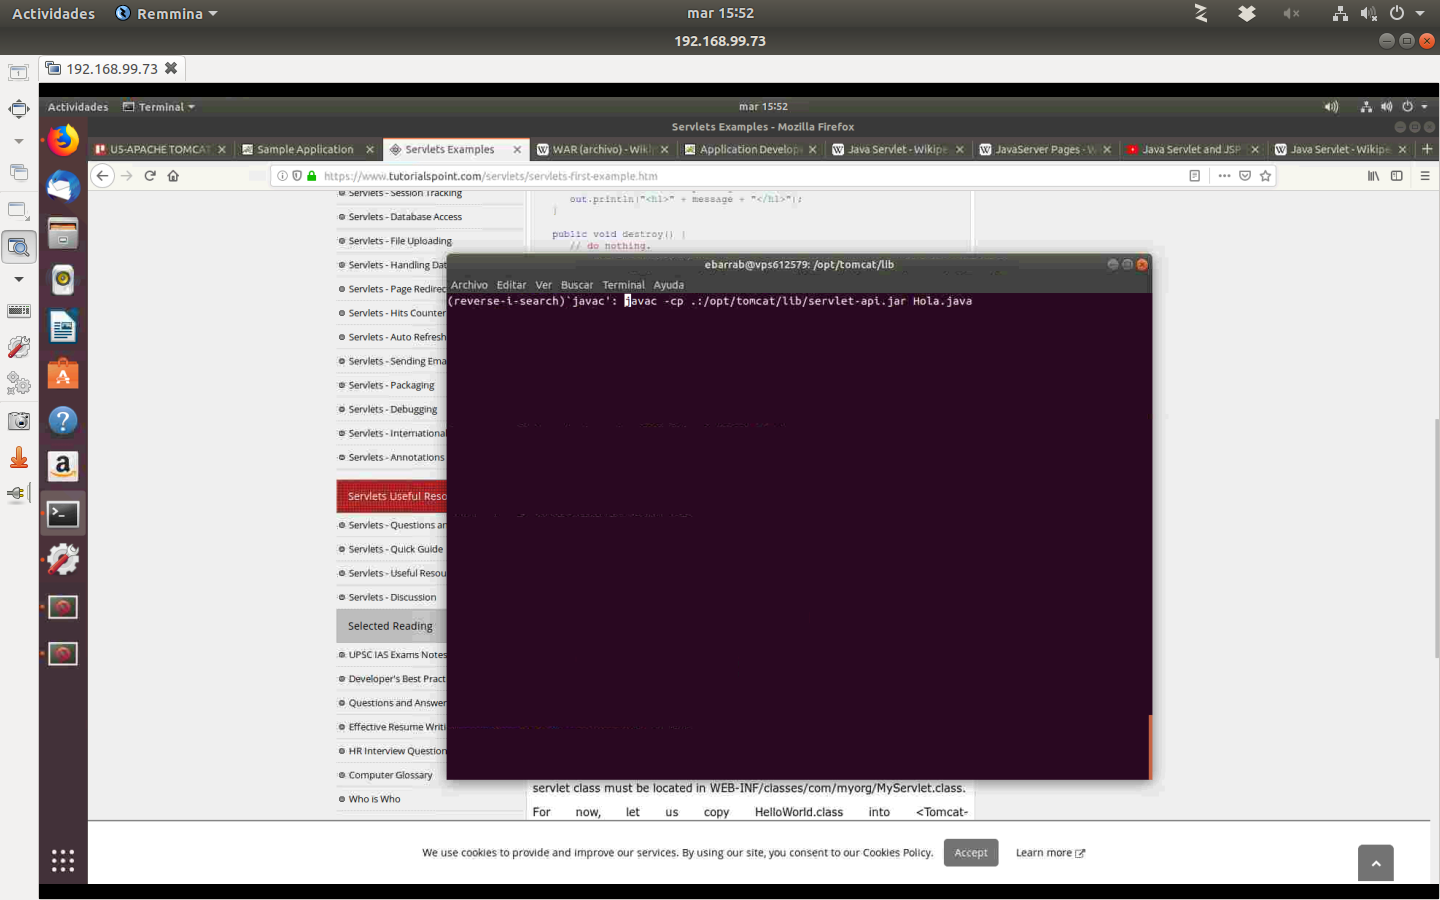 Actividades Remmina mar 15:52
192.168.99.73
192.168.99.73
Actividades Terminal mar 15:52
Servlets Examples - Mozilla Firefox
US-APACHE TOMCAT Sample Application Servlets Examples WAR (archivo) - Wiki Application Develop Java Servlet - Wikipe JavaServer Pages - W Java Servlet and JSP Java Servlet - Wikipe
https://www.tutorialspoint.com/servlets/servlets-first-example.htm
Servlets - Session Tracking
Servlets - Database Access
Servlets - File Uploading
Servlets - Handling Dat
Servlets - Page Redirec
Servlets - Hits Counter
Servlets - Auto Refresh
Servlets - Sending Ema
Servlets - Packaging
Servlets - Debugging
Servlets - International
Servlets - Annotations
Servlets Useful Reso
Servlets - Questions an
Servlets - Quick Guide
Servlets - Useful Resou
Servlets - Discussion
Selected Reading
UPSC IAS Exams Notes
Developer's Best Pract
Questions and Answer
Effective Resume Writi
HR Interview Question
Computer Glossary
Who is Who
out.println("<h1>" + message + "</h1>");
}
public void destroy() {
// do nothing.
ebarrab@vps612579: /opt/tomcat/lib
Archivo Editar Ver Buscar Terminal Ayuda
(reverse-i-search)`javac': javac -cp .:/opt/tomcat/lib/servlet-api.jar Hola.java
servlet class must be located in WEB-INF/classes/com/myorg/MyServlet.class.
For now, let us copy HelloWorld.class into <Tomcat-
We use cookies to provide and improve our services. By using our site, you consent to our Cookies Policy. Accept Learn more